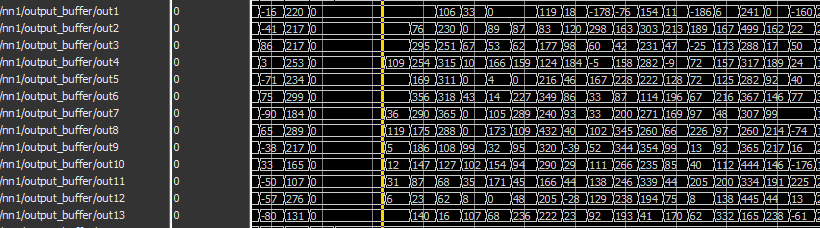 /nn1/output_buffer/out1 0 -16 220 0 106 33 0 119 18 -178 -76 154 11 -186 6 241 0 -160
/nn1/output_buffer/out2 0 -41 217 0 76 230 0 89 87 83 120 298 163 303 213 189 167 499 162 22
/nn1/output_buffer/out3 0 86 217 0 295 251 67 53 62 177 98 60 42 231 47 -25 173 288 17 50
/nn1/output_buffer/out4 0 3 253 0 109 254 315 10 166 159 124 184 -5 158 282 -9 72 157 317 189 24
/nn1/output_buffer/out5 0 -71 234 0 169 311 0 4 0 216 46 167 228 222 128 72 125 282 92 40
/nn1/output_buffer/out6 0 75 299 0 356 318 43 14 227 349 86 33 87 114 196 67 216 367 146 77
/nn1/output_buffer/out7 0 -90 184 0 36 290 365 0 105 289 240 93 33 200 271 169 97 48 307 99
/nn1/output_buffer/out8 0 65 289 0 119 175 288 0 173 109 432 40 102 345 260 66 226 97 260 214 -74
/nn1/output_buffer/out9 0 -38 217 0 5 186 108 99 32 95 320 -39 52 344 354 99 13 92 365 217 16
/nn1/output_buffer/out10 0 33 165 0 12 147 127 102 154 94 290 29 111 266 235 85 40 112 444 146 -176
/nn1/output_buffer/out11 0 -50 107 0 31 87 68 35 171 45 166 44 138 246 339 44 205 200 334 191 225
/nn1/output_buffer/out12 0 -57 276 0 6 23 62 8 0 48 205 -28 129 238 194 75 8 138 445 44 13
/nn1/output_buffer/out13 0 -80 131 0 140 16 107 68 236 222 23 92 193 41 170 62 332 165 238 -61